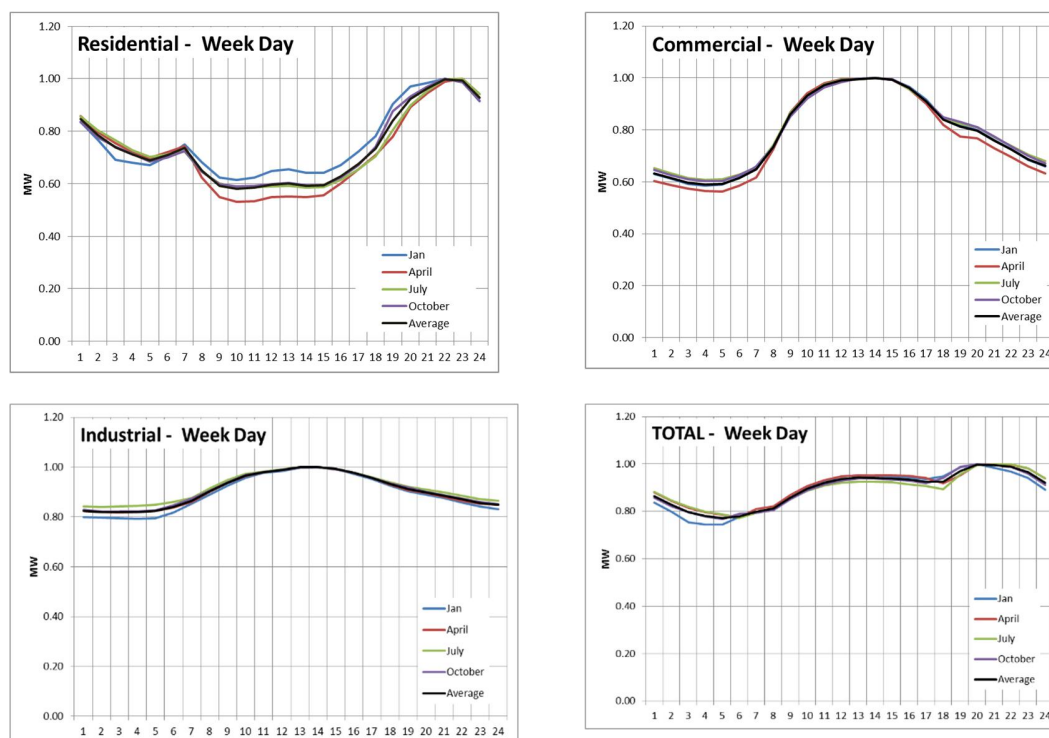 Residential - Week Day
MW
1.20
1.00
0.80
0.60
0.40
0.20
0.00
Jan
April
July
October
Average
1 2 3 4 5 6 7 8 9 10 11 12 13 14 15 16 17 18 19 20 21 22 23 24
Commercial - Week Day
MW
1.20
1.00
0.80
0.60
0.40
0.20
0.00
Jan
April
July
October
Average
1 2 3 4 5 6 7 8 9 10 11 12 13 14 15 16 17 18 19 20 21 22 23 24
Industrial - Week Day
MW
1.20
1.00
0.80
0.60
0.40
0.20
0.00
Jan
April
July
October
Average
1 2 3 4 5 6 7 8 9 10 11 12 13 14 15 16 17 18 19 20 21 22 23 24
TOTAL - Week Day
MW
1.20
1.00
0.80
0.60
0.40
0.20
0.00
Jan
April
July
October
Average
1 2 3 4 5 6 7 8 9 10 11 12 13 14 15 16 17 18 19 20 21 22 23 24